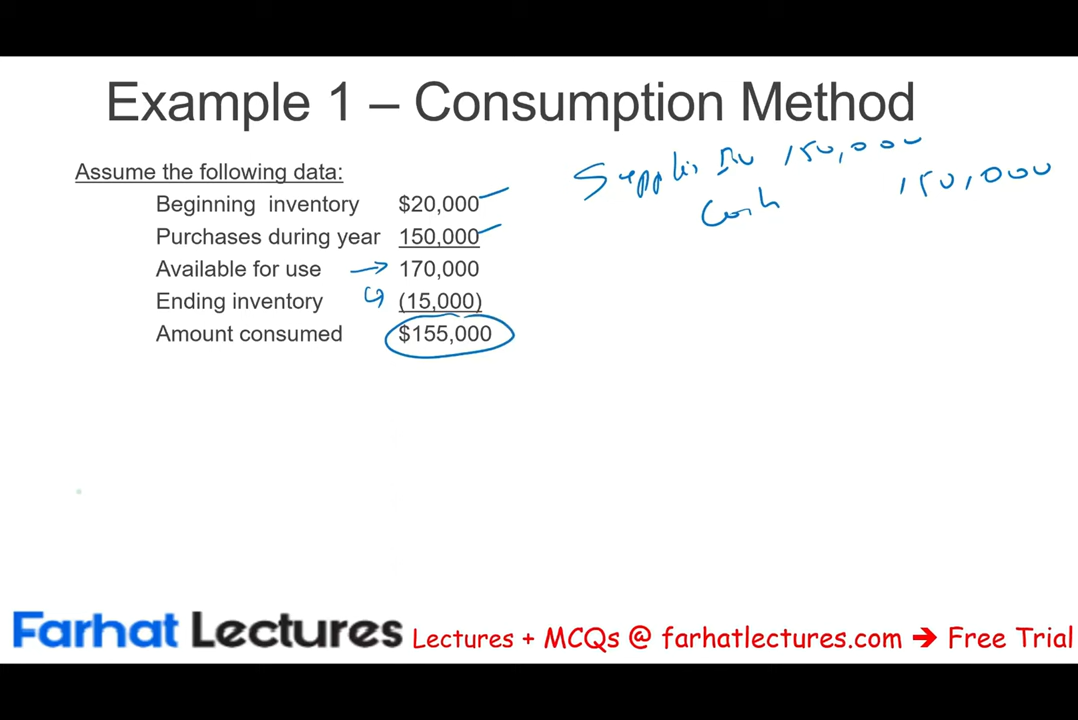 Example 1 – Consumption Method
Assume the following data:
Beginning inventory $20,000
Purchases during year 150,000
Available for use 170,000
Ending inventory (15,000)
Amount consumed $155,000
Supplies 150,000
Cash 150,000
Farhat Lectures Lectures + MCQs @ farhatlectures.com → Free Trial